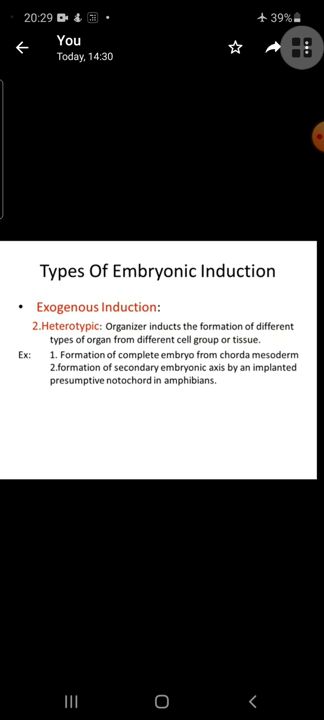 20:29
39%
You
Today, 14:30
Types Of Embryonic Induction
• Exogenous Induction:
2.Heterotypic: Organizer inducts the formation of different
types of organ from different cell group or tissue.
Ex: 1. Formation of complete embryo from chorda mesoderm
2.formation of secondary embryonic axis by an implanted
presumptive notochord in amphibians.